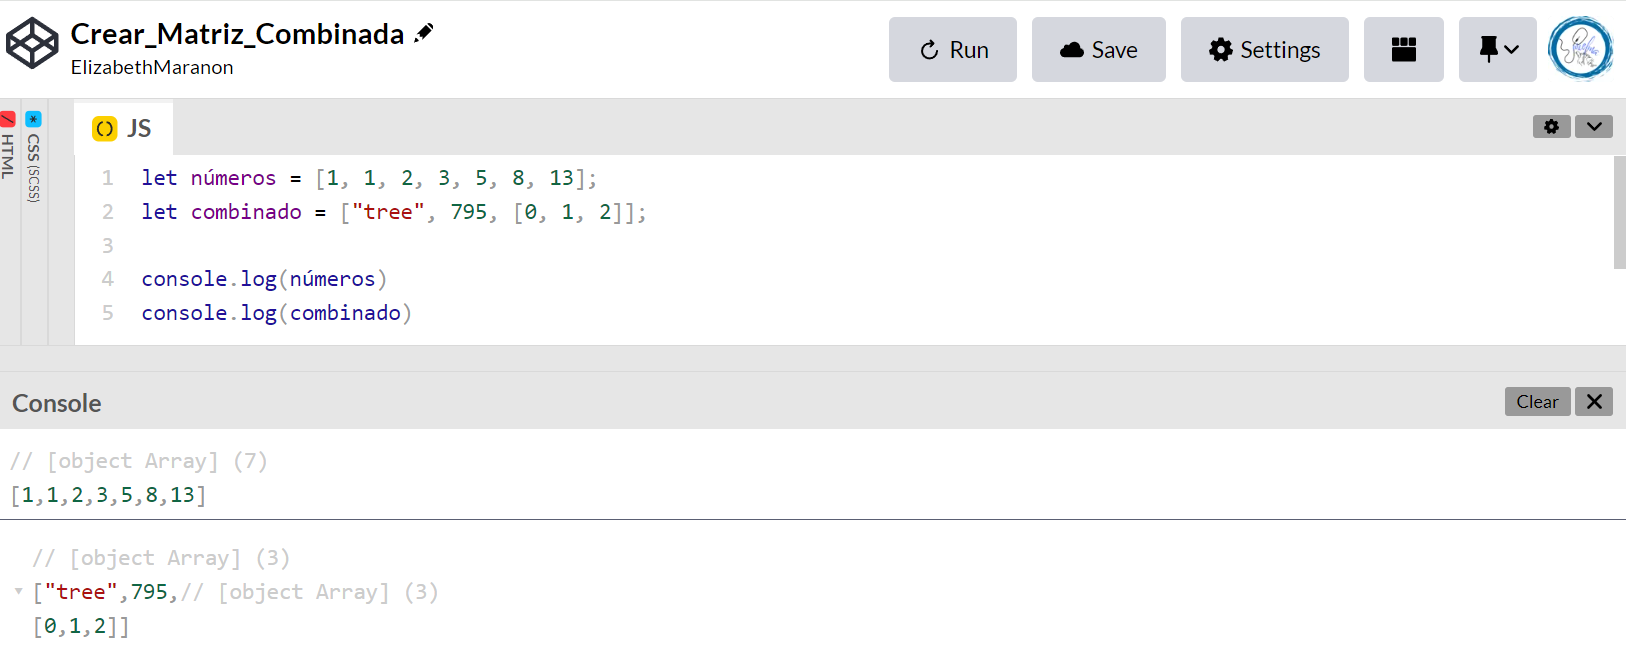 Crear_Matriz_Combinada
ElizabethMaranon
Run
Save
Settings
HTML
CSS (SCSS)
JS
1 let números = [1, 1, 2, 3, 5, 8, 13];
2 let combinado = ["tree", 795, [0, 1, 2]];
3
4 console.log(números)
5 console.log(combinado)
Console
Clear
// [object Array] (7)
[1,1,2,3,5,8,13]
// [object Array] (3)
["tree",795,// [object Array] (3)
[0,1,2]]